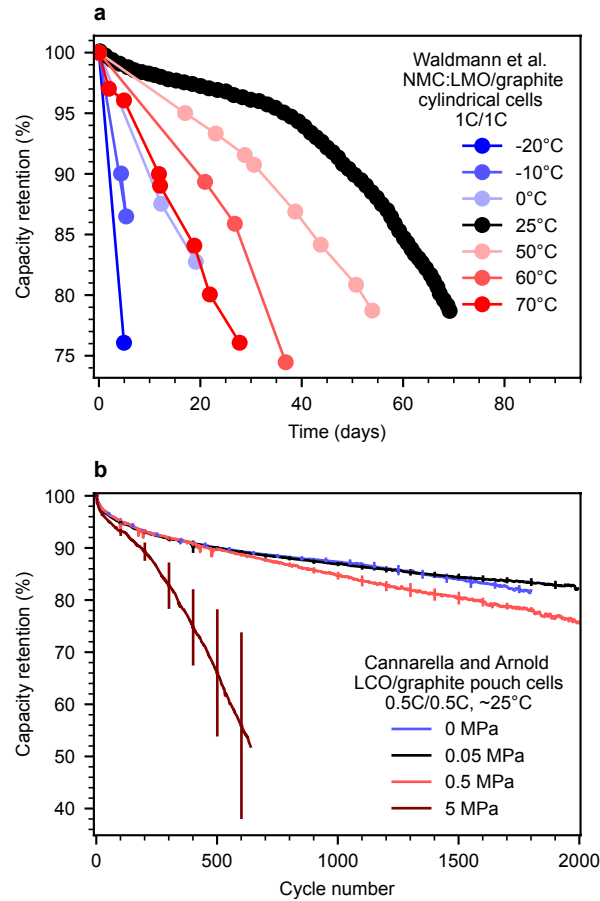 a
100
95
90
85
80
75
Capacity retention (%)
0
20
40
60
80
Time (days)
Waldmann et al.
NMC:LMO/graphite
cylindrical cells
1C/1C
-20°C
-10°C
0°C
25°C
50°C
60°C
70°C
b
100
90
80
70
60
50
40
Capacity retention (%)
0
500
1000
1500
2000
Cycle number
Cannarella and Arnold
LCO/graphite pouch cells
0.5C/0.5C, ~25°C
0 MPa
0.05 MPa
0.5 MPa
5 MPa